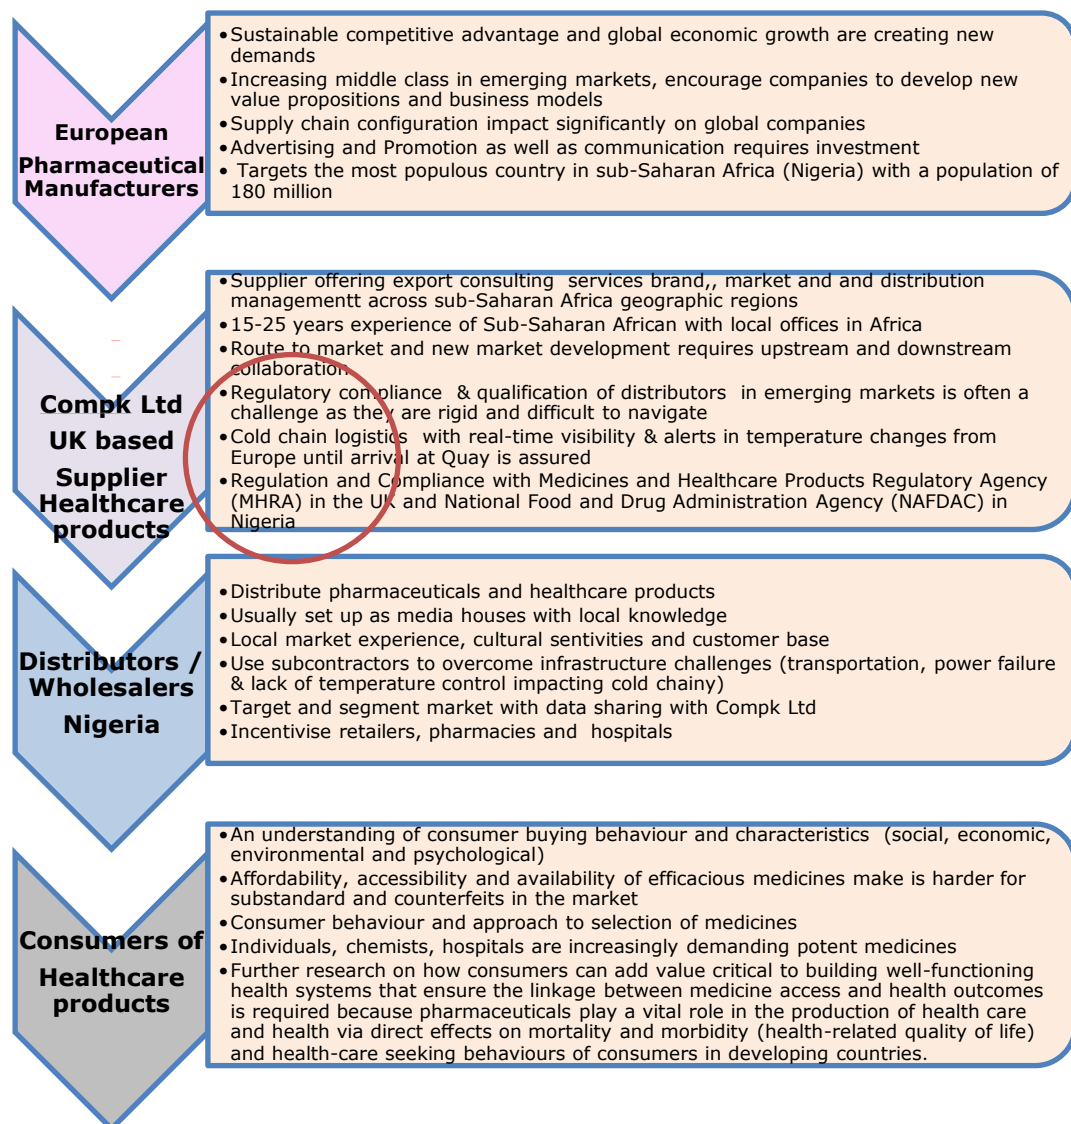 European
Pharmaceutical
Manufacturers
•Sustainable competitive advantage and global economic growth are creating new
demands
•Increasing middle class in emerging markets, encourage companies to develop new
value propositions and business models
•Supply chain configuration impact significantly on global companies
•Advertising and Promotion as well as communication requires investment
• Targets the most populous country in sub-Saharan Africa (Nigeria) with a population of
180 million
Compk Ltd
UK based
Supplier
Healthcare
products
•Supplier offering export consulting services brand,, market and and distribution
managementt across sub-Saharan Africa geographic regions
•15-25 years experience of Sub-Saharan African with local offices in Africa
•Route to market and new market development requires upstream and downstream
collaboration
•Regulatory compliance & qualification of distributors in emerging markets is often a
challenge as they are rigid and difficult to navigate
•Cold chain logistics with real-time visibility & alerts in temperature changes from
Europe until arrival at Quay is assured
•Regulation and Compliance with Medicines and Healthcare Products Regulatory Agency
(MHRA) in the UK and National Food and Drug Administration Agency (NAFDAC) in
Nigeria
Distributors /
Wholesalers
Nigeria
•Distribute pharmaceuticals and healthcare products
•Usually set up as media houses with local knowledge
•Local market experience, cultural sentivities and customer base
•Use subcontractors to overcome infrastructure challenges (transportation, power failure
& lack of temperature control impacting cold chainy)
•Target and segment market with data sharing with Compk Ltd
•Incentivise retailers, pharmacies and hospitals
Consumers of
Healthcare
products
•An understanding of consumer buying behaviour and characteristics (social, economic,
environmental and psychological)
•Affordability, accessibility and availability of efficacious medicines make is harder for
substandard and counterfeits in the market
•Consumer behaviour and approach to selection of medicines
•Individuals, chemists, hospitals are increasingly demanding potent medicines
•Further research on how consumers can add value critical to building well-functioning
health systems that ensure the linkage between medicine access and health outcomes
is required because pharmaceuticals play a vital role in the production of health care
and health via direct effects on mortality and morbidity (health-related quality of life)
and health-care seeking behaviours of consumers in developing countries.